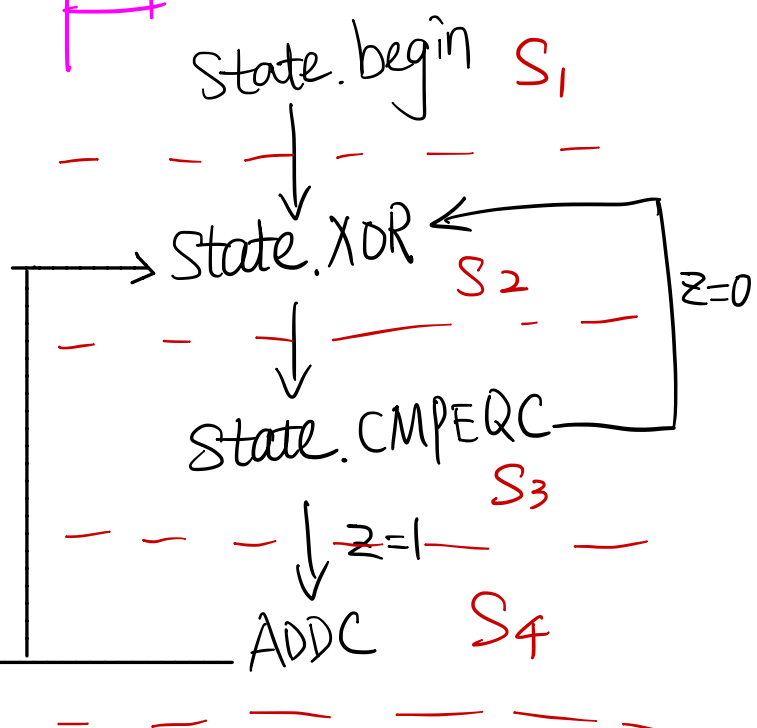 State.begin S1
State.XOR
S2
Z=0
State.CMPEQC
S3
Z=1
ADDC S4